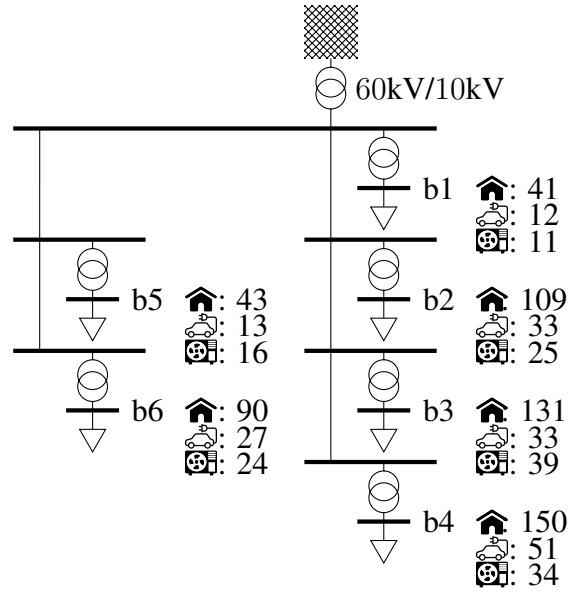 60kV/10kV
b1 : 41
: 12
: 11
b5 : 43
: 13
: 16
b2 : 109
: 33
: 25
b6 : 90
: 27
: 24
b3 : 131
: 33
: 39
b4 : 150
: 51
: 34